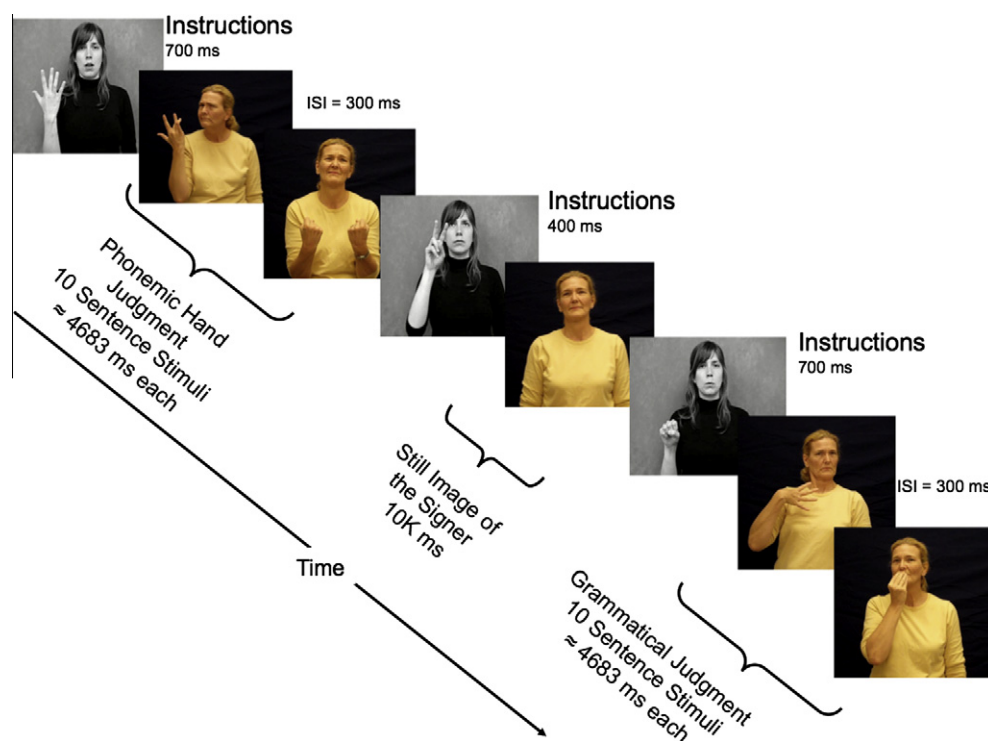 Instructions
700 ms
ISI = 300 ms
Phonemic Hand
Judgment
10 Sentence Stimuli
≈ 4683 ms each
Instructions
400 ms
Still Image of
the Signer
10K ms
Instructions
700 ms
ISI = 300 ms
Grammatical Judgment
10 Sentence Stimuli
≈ 4683 ms each
Time